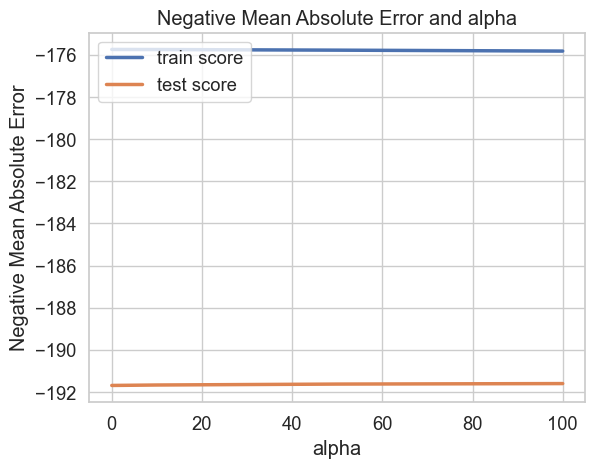 Negative Mean Absolute Error and alpha
train score
test score
Negative Mean Absolute Error
−176
−178
−180
−182
−184
−186
−188
−190
−192
0 20 40 60 80 100
alpha